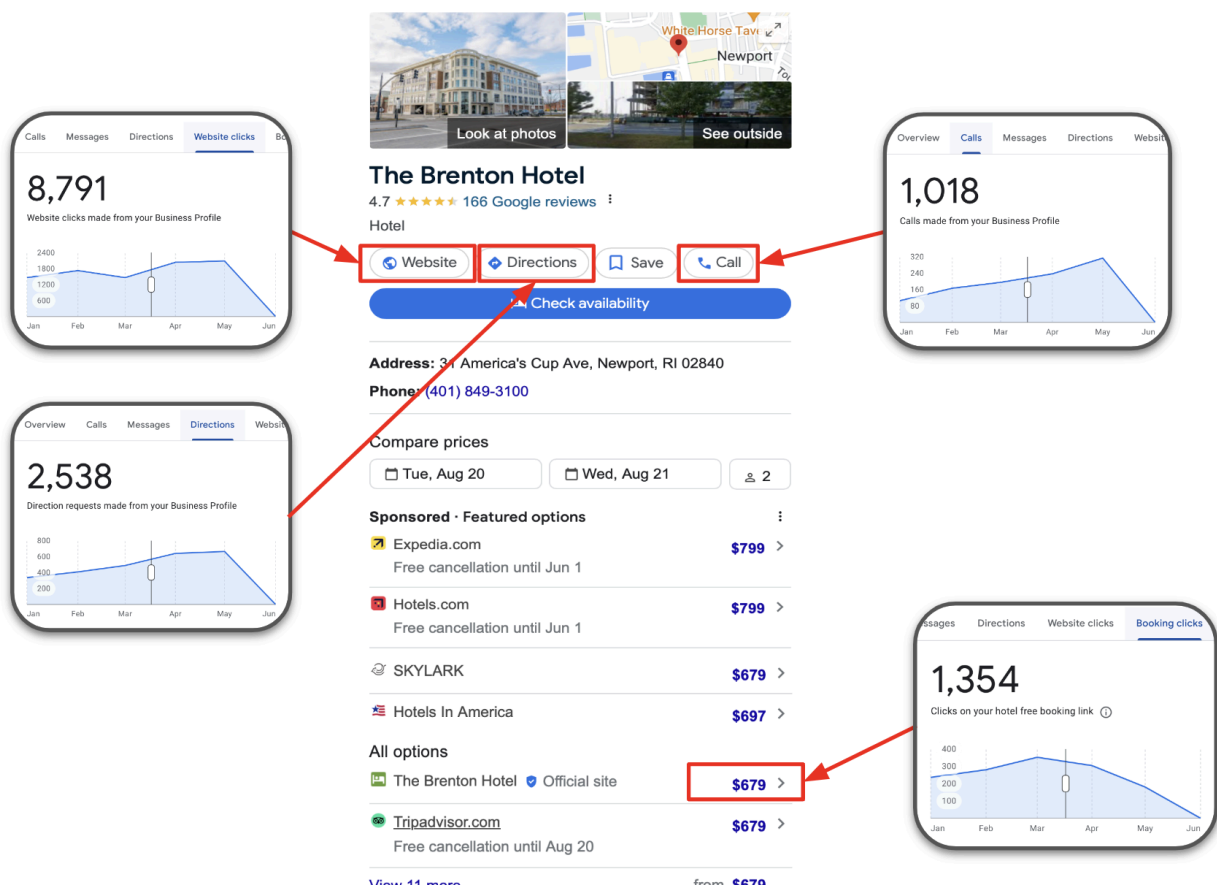 White Horse Tave
Newport
Look at photos
See outside
The Brenton Hotel
4.7 166 Google reviews
Hotel
Website Directions Save Call
Check availability
Address: 31 America's Cup Ave, Newport, RI 02840
Phone: (401) 849-3100
Compare prices
Tue, Aug 20 Wed, Aug 21 2
Sponsored · Featured options
Expedia.com $799
Free cancellation until Jun 1
Hotels.com $799
Free cancellation until Jun 1
SKYLARK $679
Hotels In America $697
All options
The Brenton Hotel Official site $679
Tripadvisor.com $679
Free cancellation until Aug 20
View 11 more from $679
Calls Messages Directions Website clicks Bo
8,791
Website clicks made from your Business Profile
2400
1800
1200
600
Jan Feb Mar Apr May Jun
Overview Calls Messages Directions Websit
2,538
Direction requests made from your Business Profile
800
600
400
200
Jan Feb Mar Apr May Jun
Overview Calls Messages Directions Websit
1,018
Calls made from your Business Profile
320
240
160
80
Jan Feb Mar Apr May Jun
ssages Directions Website clicks Booking clicks
1,354
Clicks on your hotel free booking link
400
300
200
100
Jan Feb Mar Apr May Jun